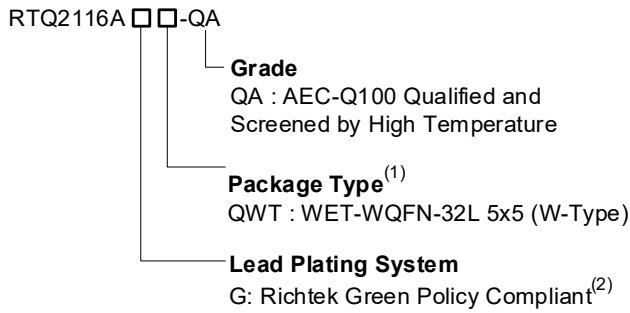 RTQ2116A □ □-QA
Grade
QA : AEC-Q100 Qualified and
Screened by High Temperature
Package Type(1)
QWT : WET-WQFN-32L 5x5 (W-Type)
Lead Plating System
G: Richtek Green Policy Compliant(2)